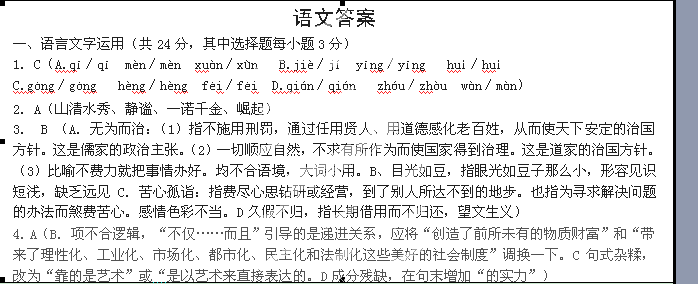 语文答案
一、语言文字运用（共 24 分，其中选择题每小题 3 分）
1. C（A.qí／qǐ mèn／mèn xuàn／xùn B.jiè／jí yíng／yíng huì／huì
C.gòng／gòng hèng／hèng fěi／fěi D.qión／qión zhóu／zhòu wàn／màn）
2. A（山清水秀、静谧、一诺千金、崛起）
3. B （A. 无为而治：（1）指不施用刑罚，通过任用贤人、用道德感化老百姓，从而使天下安定的治国
方针。这是儒家的政治主张。（2）一切顺应自然，不求有所作为而使国家得到治理。这是道家的治国方针。
（3）比喻不费力就把事情办好。均不合语境，大词小用。B、目光如豆，指眼光如豆子那么小，形容见识
短浅，缺乏远见 C. 苦心孤诣：指费尽心思钻研或经营，到了别人所达不到的地步。也指为寻求解决问题
的办法而煞费苦心。感情色彩不当。D 久假不归，指长期借用而不归还，望文生义）
4. A（B. 项不合逻辑，“不仅……而且”引导的是递进关系，应将“创造了前所未有的物质财富”和“带
来了理性化、工业化、市场化、都市化、民主化和法制化这些美好的社会制度”调换一下。C 句式杂糅，
改为“靠的是艺术”或“是以艺术来直接表达的。D 成分残缺，在句末增加“的实力”）